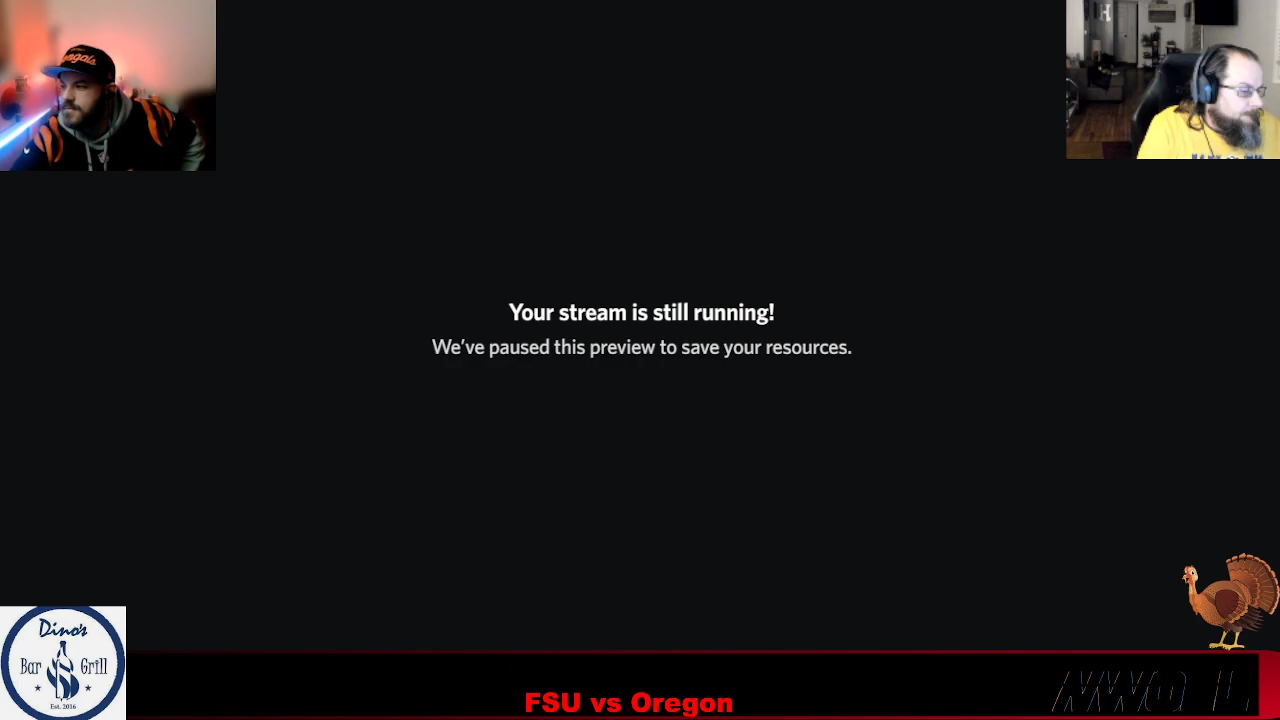 Your stream is still running!
We've paused this preview to save your resources.
Dino's
Bar Grill
Est. 2016
FSU vs Oregon